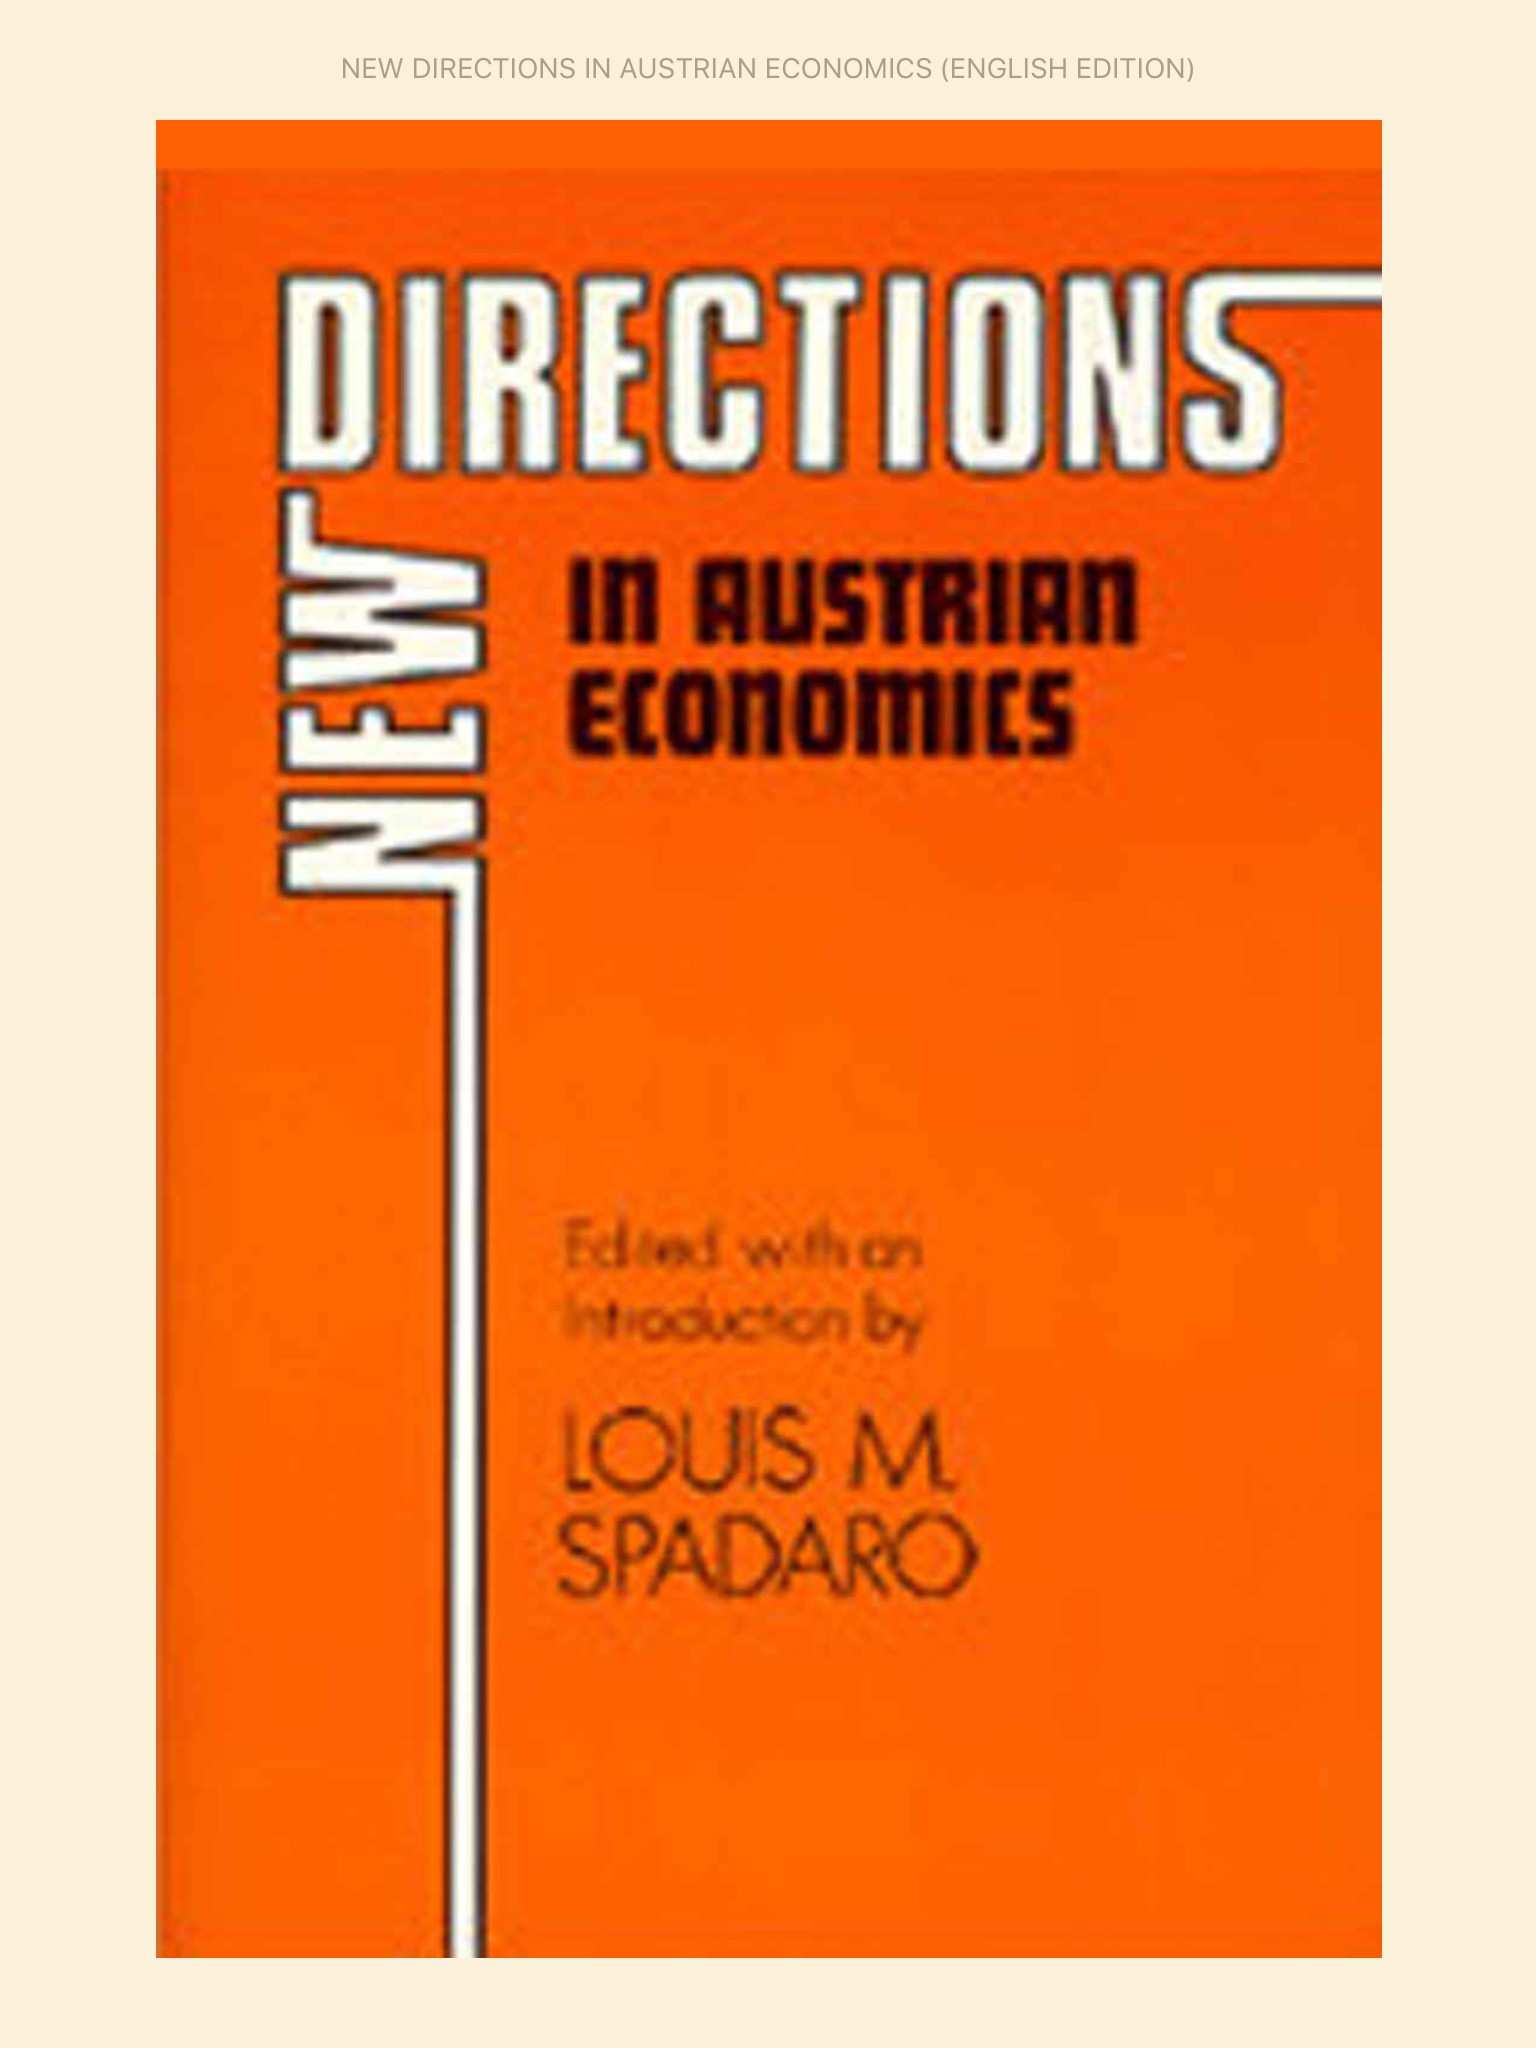 NEW DIRECTIONS IN AUSTRIAN ECONOMICS (ENGLISH EDITION)
NEW
DIRECTIONS
IN AUSTRIAN
ECONOMICS
Edited with an
Introduction by
LOUIS M.
SPADARO